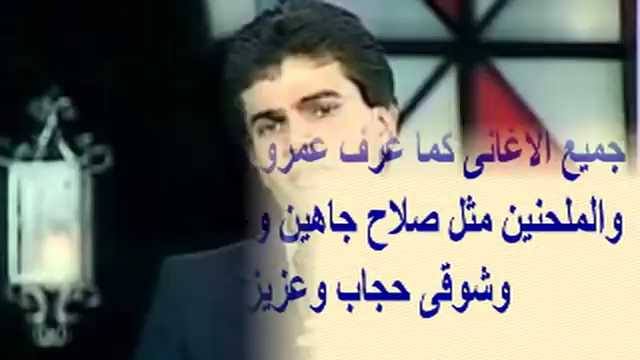 جميع الاغانى كما عرف عمرو
والملحنين مثل صلاح جاهين و
وشوقى حجاب وعزيز